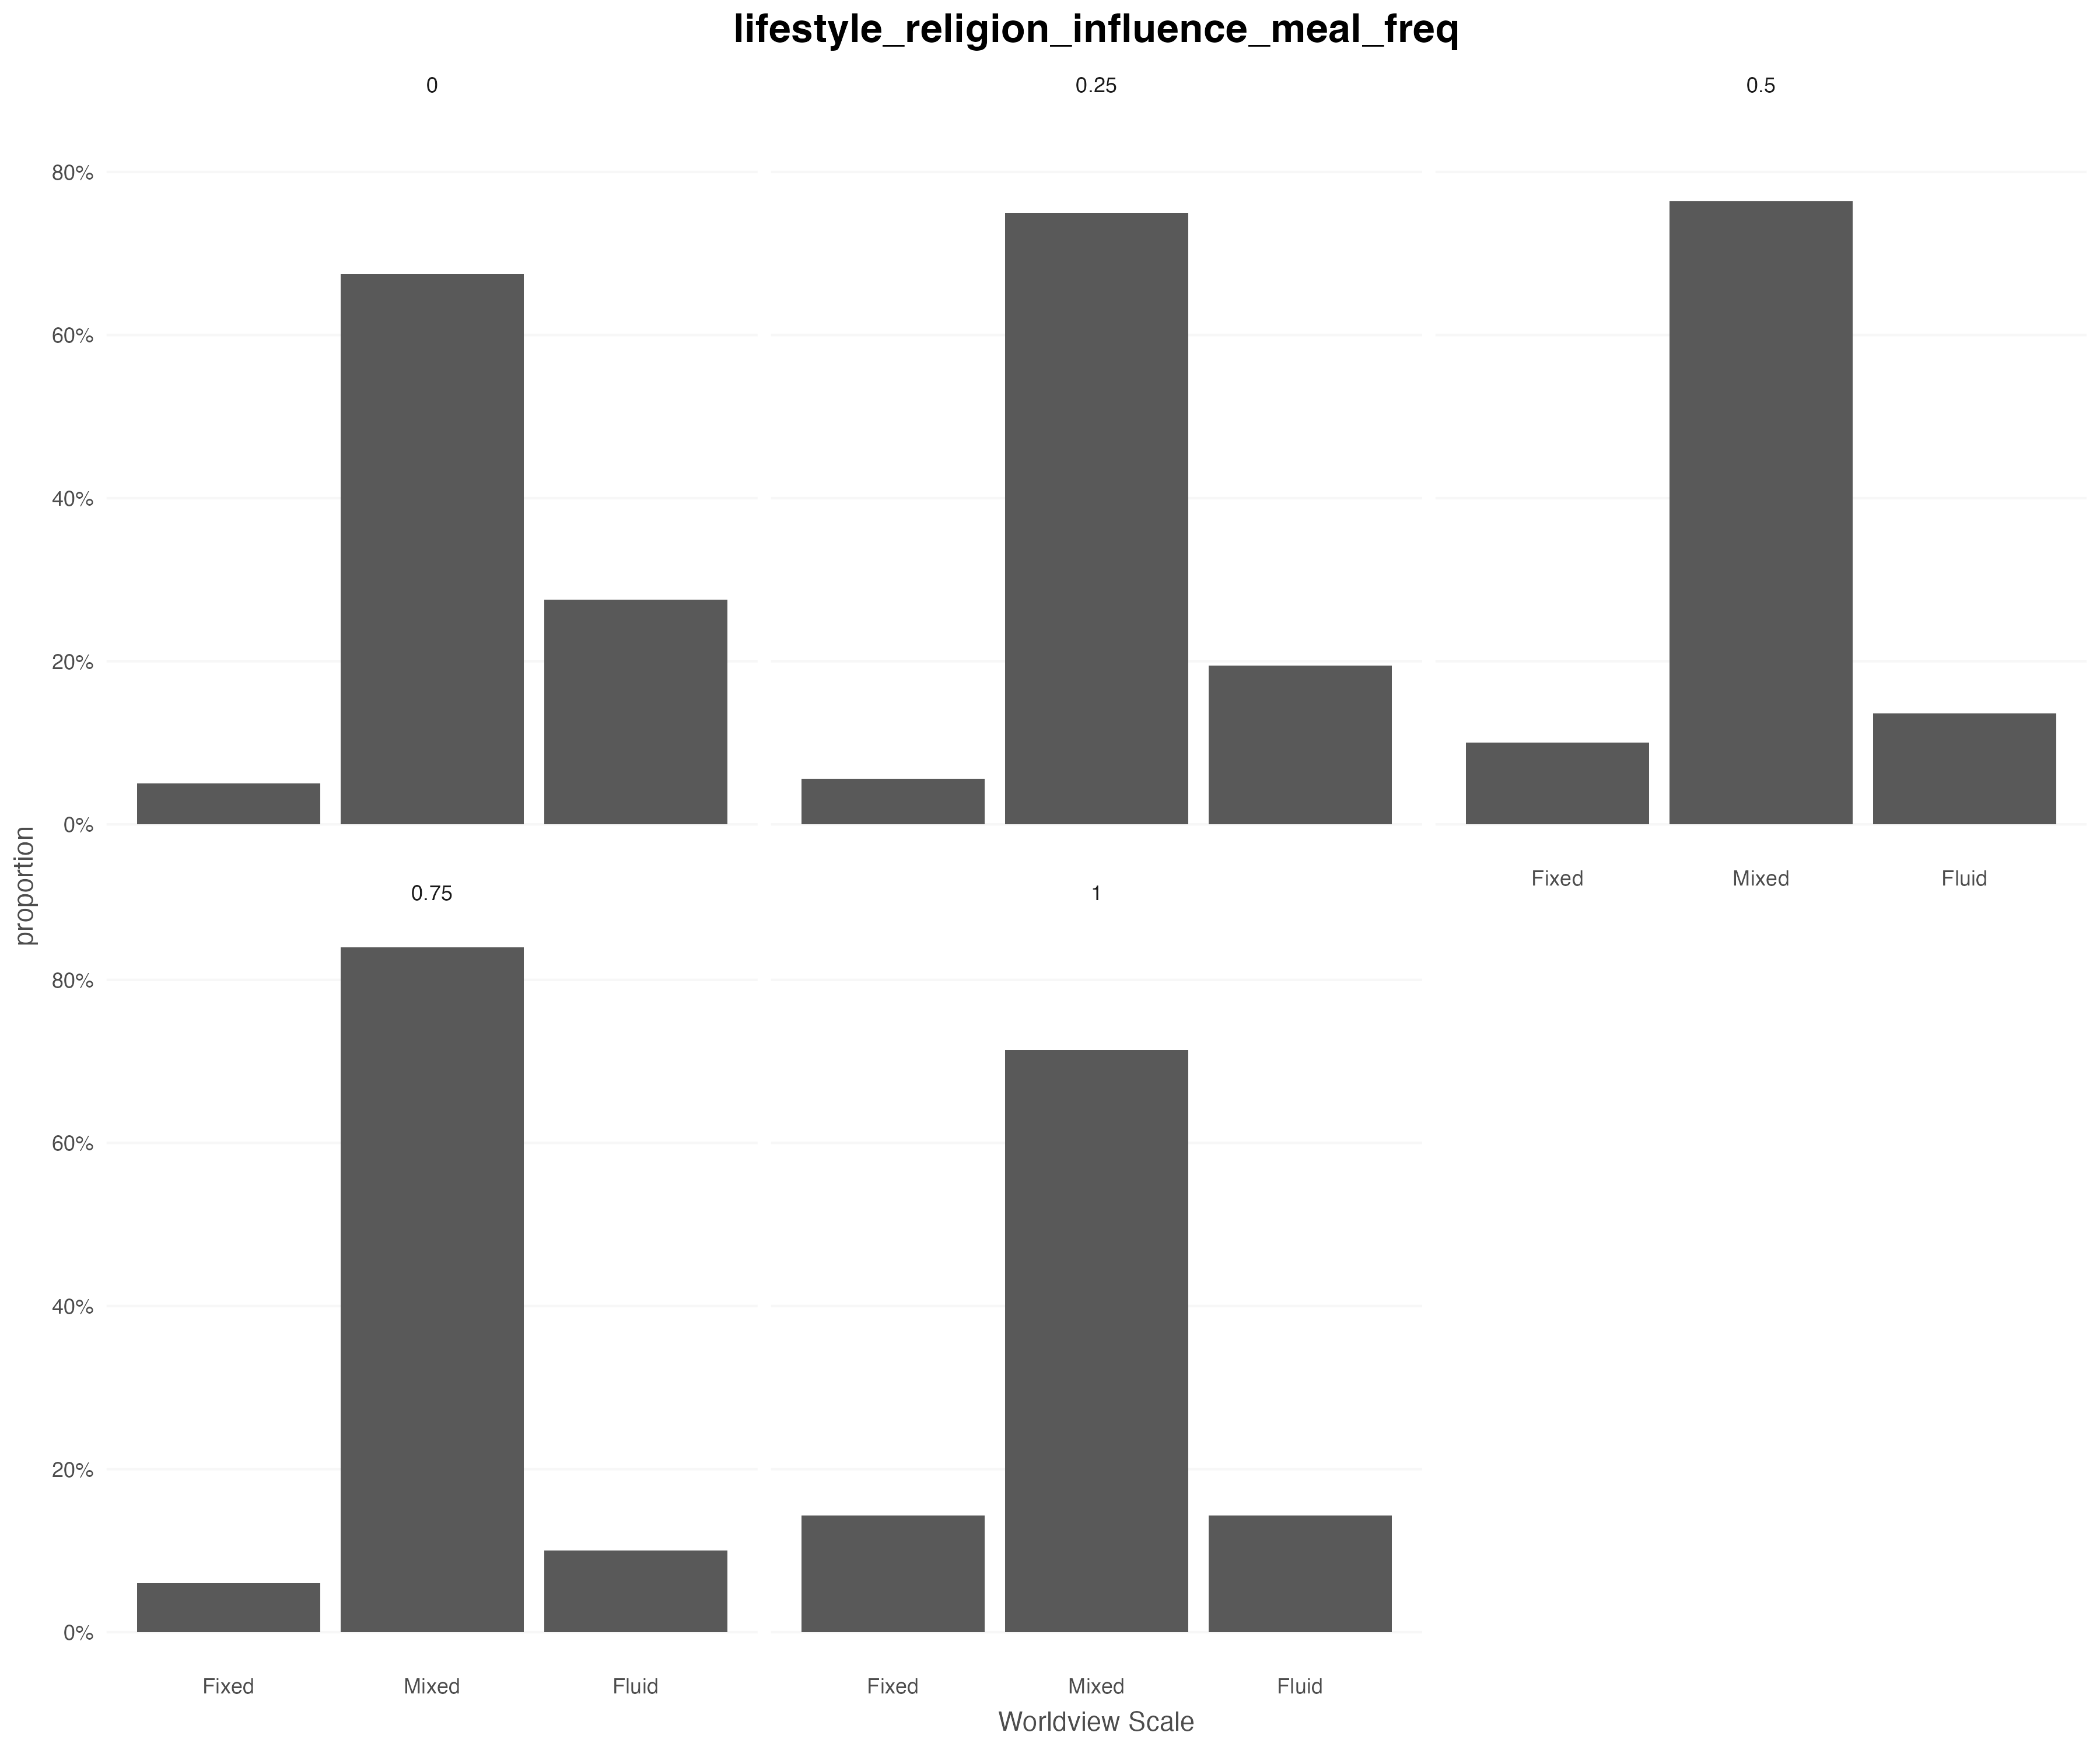 lifestyle_religion_influence_meal_freq
0 0.25 0.5
80%
60%
40%
20%
0%
Fixed Mixed Fluid
proportion
0.75 1
80%
60%
40%
20%
0%
Fixed Mixed Fluid Fixed Mixed Fluid
Worldview Scale